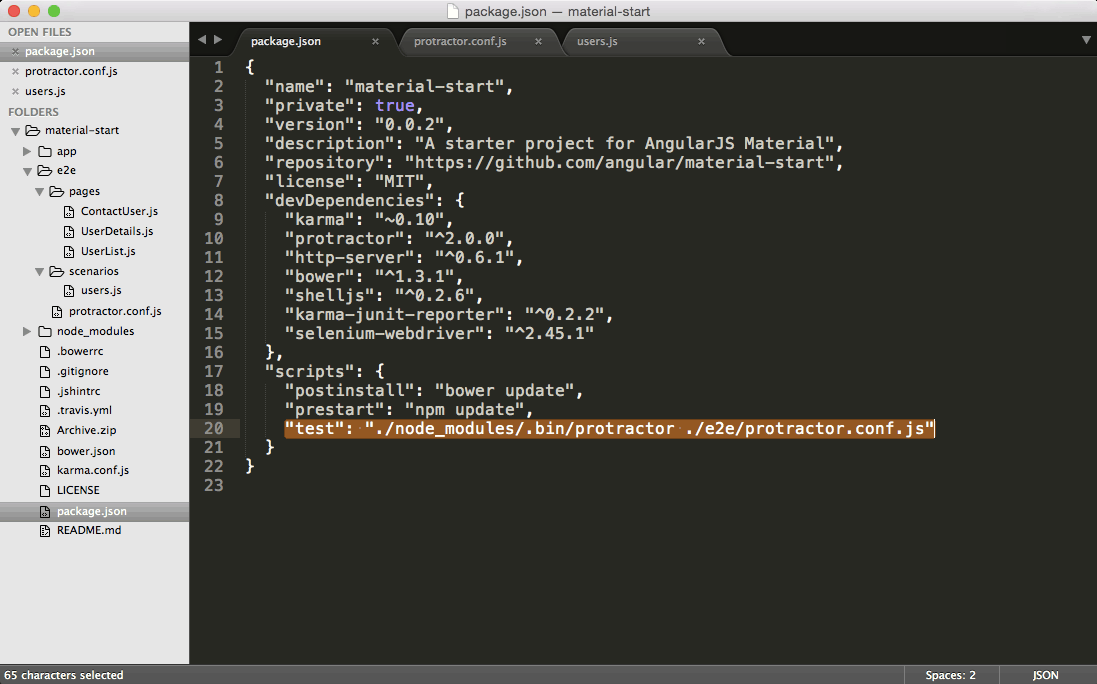 package.json — material-start
OPEN FILES
package.json
protractor.conf.js
users.js
FOLDERS
material-start
app
e2e
pages
ContactUser.js
UserDetails.js
UserList.js
scenarios
users.js
protractor.conf.js
node_modules
.bowerrc
.gitignore
.jshintrc
.travis.yml
Archive.zip
bower.json
karma.conf.js
LICENSE
package.json
README.md
package.json × protractor.conf.js × users.js ×
1 {
2 "name": "material-start",
3 "private": true,
4 "version": "0.0.2",
5 "description": "A starter project for AngularJS Material",
6 "repository": "https://github.com/angular/material-start",
7 "license": "MIT",
8 "devDependencies": {
9 "karma": "~0.10",
10 "protractor": "^2.0.0",
11 "http-server": "^0.6.1",
12 "bower": "^1.3.1",
13 "shelljs": "^0.2.6",
14 "karma-junit-reporter": "^0.2.2",
15 "selenium-webdriver": "^2.45.1"
16 },
17 "scripts": {
18 "postinstall": "bower update",
19 "prestart": "npm update",
20 "test": "./node_modules/.bin/protractor ./e2e/protractor.conf.js"
21 }
22 }
23
65 characters selected Spaces: 2 JSON